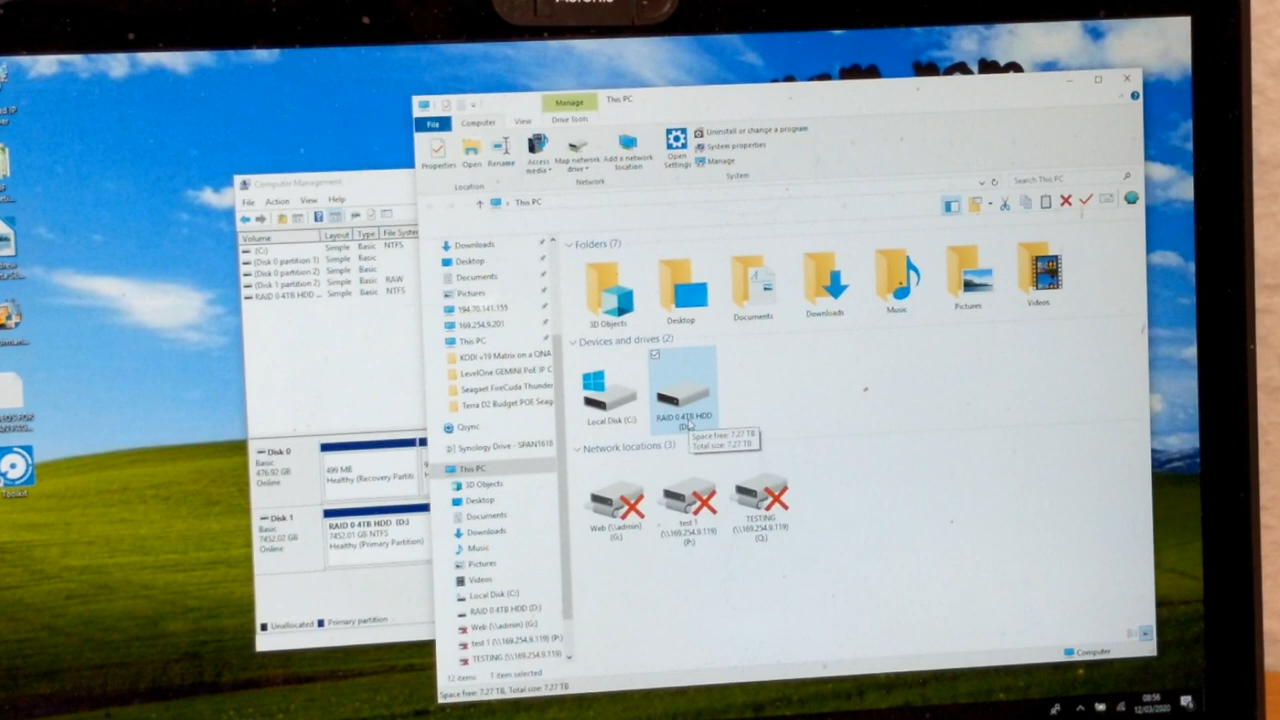 Acronis
Manage
This PC
File
Computer
View
Drive Tools
Properties
Open
Rename
Access media
Map network drive
Add a network location
Open Settings
Uninstall or change a program
System properties
Manage
Location
Network
System
This PC
Search This PC
Computer Management
File Action View Help
Volume Layout Type File System
(C:) Simple Basic NTFS
(Disk 0 partition 1) Simple Basic
(Disk 0 partition 2) Simple Basic
(Disk 1 partition 2) Simple Basic RAW
RAID 0 4TB HDD ... Simple Basic NTFS
Disk 0
Basic
476.92 GB
Online
499 MB
Healthy (Recovery Partiti
Disk 1
Basic
7452.02 GB
Online
RAID 0 4TB HDD (D:)
7452.01 GB NTFS
Healthy (Primary Partition)
Unallocated Primary partition
Downloads
Desktop
Documents
Pictures
194.70.141.155
169.254.9.201
This PC
KODI v19 Matrix on a QNA
LevelOne GEMINI PoE IP C
Seagaet FireCuda Thunder
Terra D2 Budget POE Seag
Qsync
Synology Drive - SPAN1618
This PC
3D Objects
Desktop
Documents
Downloads
Music
Pictures
Videos
Local Disk (C:)
RAID 0 4TB HDD (D:)
Web (\\admin) (G:)
test 1 (\\169.254.9.119) (P:)
TESTING (\\169.254.9.119)
Folders (7)
3D Objects
Desktop
Documents
Downloads
Music
Pictures
Videos
Devices and drives (2)
Local Disk (C:)
RAID 0 4TB HDD
(D:)
Space free: 7.27 TB
Total size: 7.27 TB
Network locations (3)
Web (\\admin)
(G:)
test 1
(\\169.254.9.119)
(P:)
TESTING
(\\169.254.9.119)
(Q:)
12 items 1 item selected
Space free: 7.27 TB, Total size: 7.27 TB
Computer
Toolkit
08:56
12/03/2020